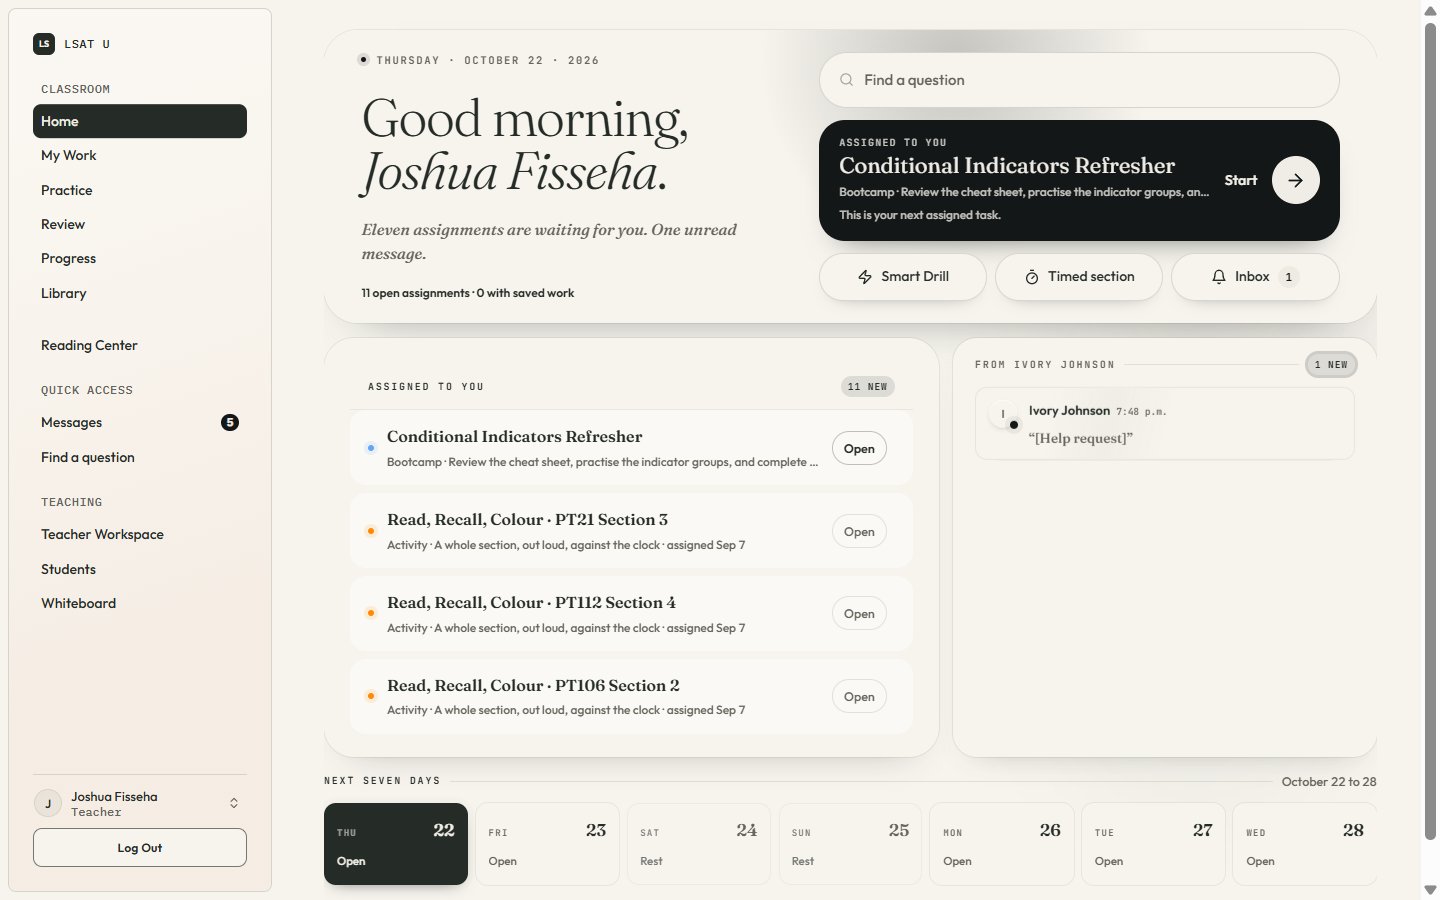 LS LSAT U
CLASSROOM
Home
My Work
Practice
Review
Progress
Library
Reading Center
QUICK ACCESS
Messages 5
Find a question
TEACHING
Teacher Workspace
Students
Whiteboard
J Joshua Fisseha
Teacher
Log Out
THURSDAY · OCTOBER 22 · 2026
Good morning,
Joshua Fisseha.
Eleven assignments are waiting for you. One unread
message.
11 open assignments · 0 with saved work
Find a question
ASSIGNED TO YOU
Conditional Indicators Refresher
Bootcamp · Review the cheat sheet, practise the indicator groups, an...
This is your next assigned task.
Start
Smart Drill
Timed section
Inbox 1
ASSIGNED TO YOU 11 NEW
Conditional Indicators Refresher
Bootcamp · Review the cheat sheet, practise the indicator groups, and complete ...
Open
Read, Recall, Colour · PT21 Section 3
Activity · A whole section, out loud, against the clock · assigned Sep 7
Open
Read, Recall, Colour · PT112 Section 4
Activity · A whole section, out loud, against the clock · assigned Sep 7
Open
Read, Recall, Colour · PT106 Section 2
Activity · A whole section, out loud, against the clock · assigned Sep 7
Open
FROM IVORY JOHNSON 1 NEW
I Ivory Johnson 7:48 p.m.
“[Help request]”
NEXT SEVEN DAYS October 22 to 28
THU 22
Open
FRI 23
Open
SAT 24
Rest
SUN 25
Rest
MON 26
Open
TUE 27
Open
WED 28
Open